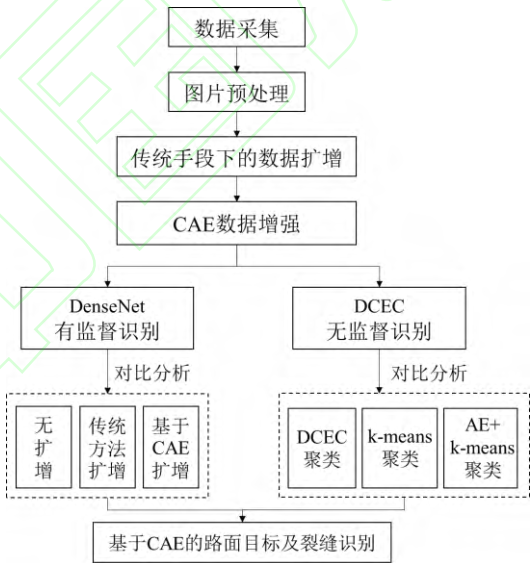 数据采集
图片预处理
传统手段下的数据扩增
CAE数据增强
DenseNet
有监督识别
DCEC
无监督识别
对比分析
对比分析
无
扩
增
传统
方法
扩增
基于
CAE
扩增
DCEC
聚类
k-means
聚类
AE+
k-means
聚类
基于CAE的路面目标及裂缝识别